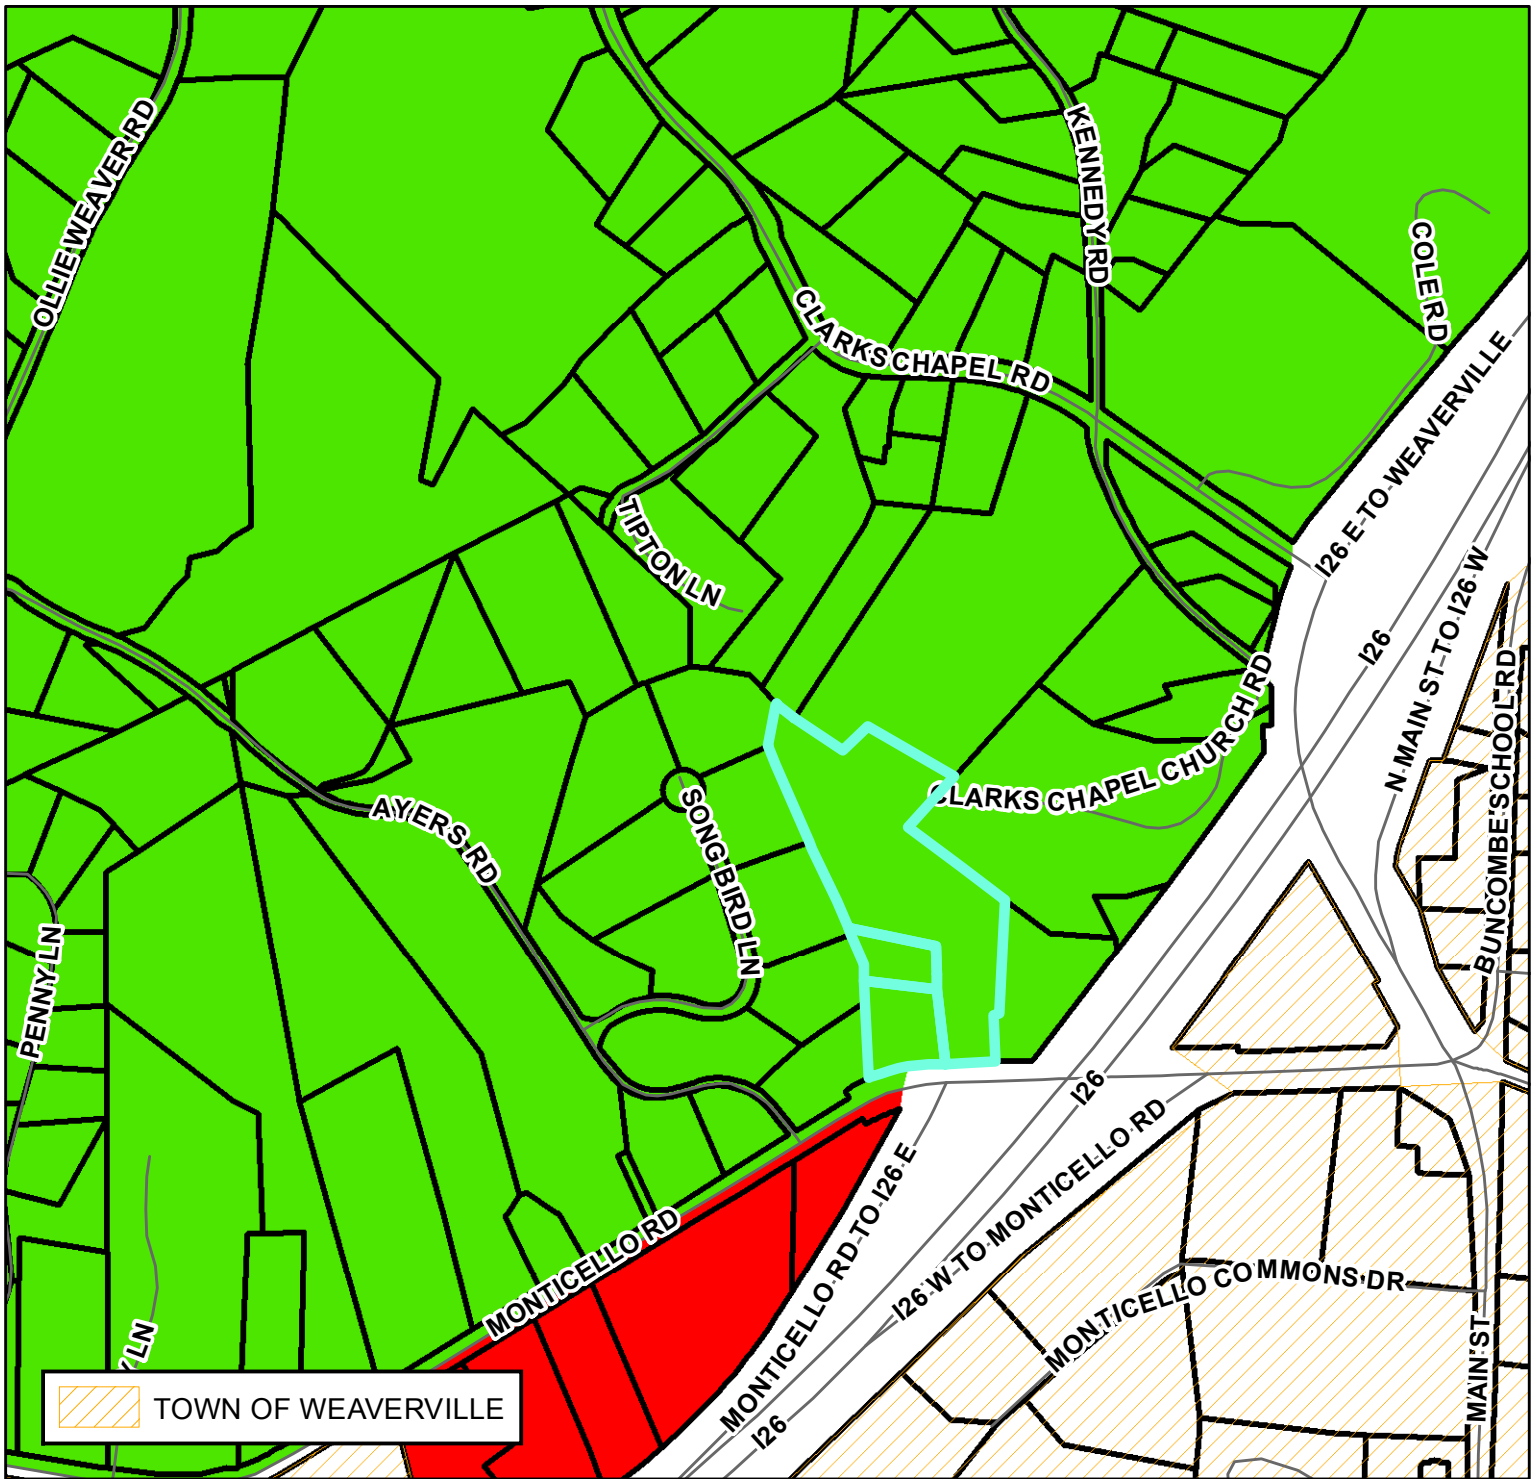 OLLIE WEAVER RD
KENNEDY RD
COLE RD
CLARKS CHAPEL RD
I26 E TO WEAVERVILLE
TIPTON LN
I26
N MAIN ST TO I26 W
BUNCOMBE SCHOOL RD
CLARKS CHAPEL CHURCH RD
AYERS RD
SONG BIRD LN
PENNY LN
I26
I26 W TO MONTICELLO RD
MONTICELLO RD TO I26 E
MONTICELLO RD
MONTICELLO COMMONS DR
MAIN ST
LN
I26
TOWN OF WEAVERVILLE